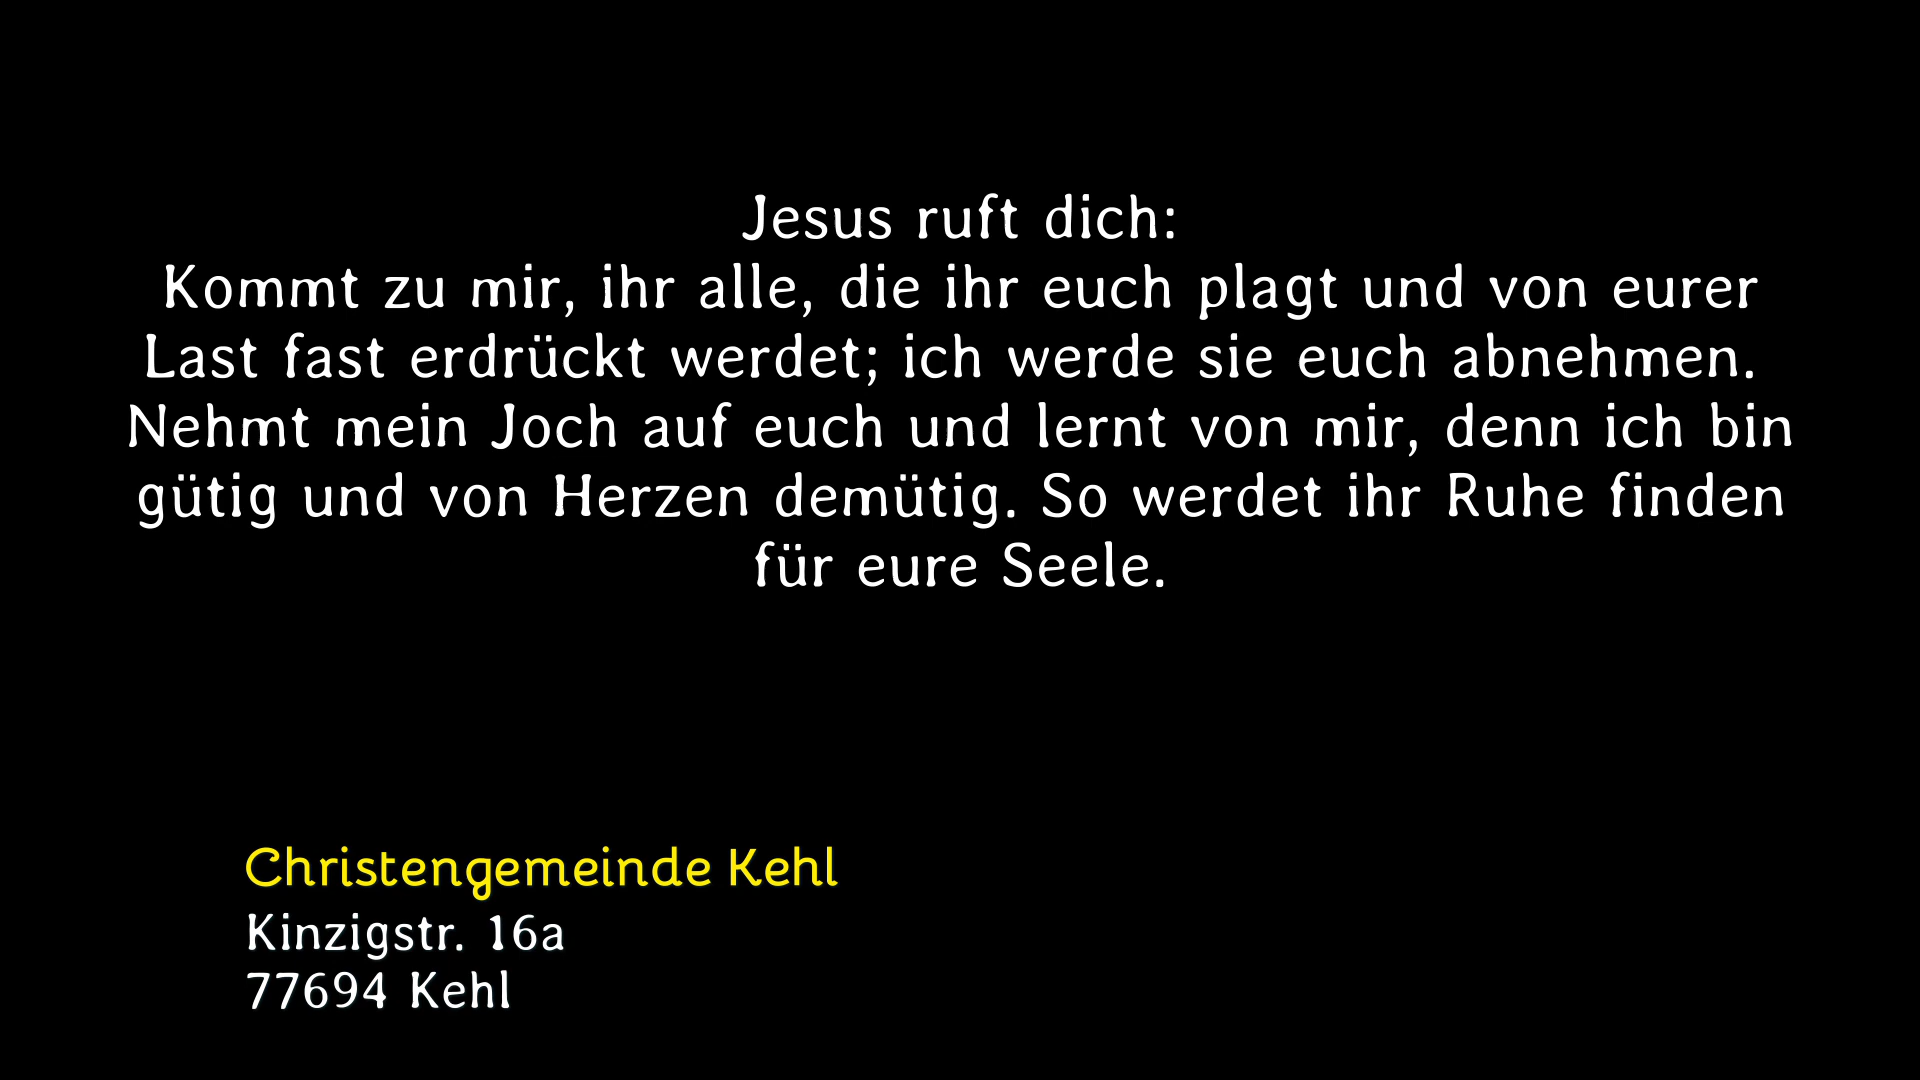 Jesus ruft dich:
Kommt zu mir, ihr alle, die ihr euch plagt und von eurer
Last fast erdrückt werdet; ich werde sie euch abnehmen.
Nehmt mein Joch auf euch und lernt von mir, denn ich bin
gütig und von Herzen demütig. So werdet ihr Ruhe finden
für eure Seele.
Christengemeinde Kehl
Kinzigstr. 16a
77694 Kehl